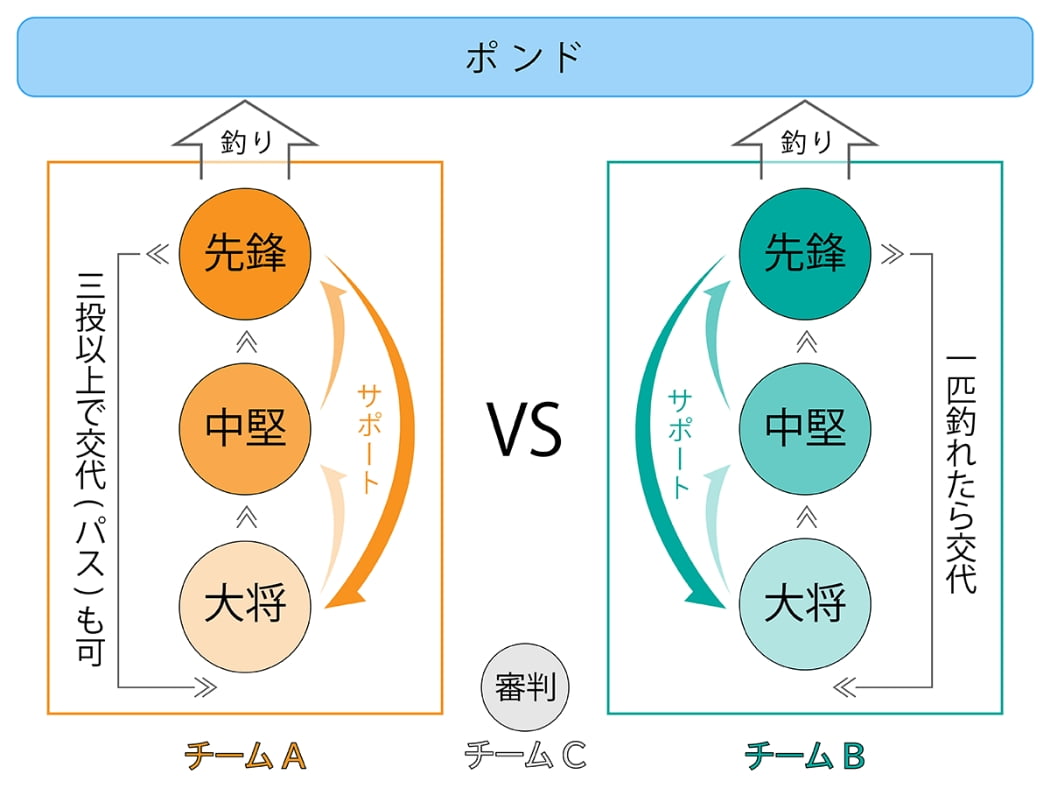 ポンド
釣り
先鋒
中堅
大将
サポート
三投以上で交代(パス)も可
チームA
VS
審判
チームC
釣り
先鋒
中堅
大将
サポート
一匹釣れたら交代
チームB